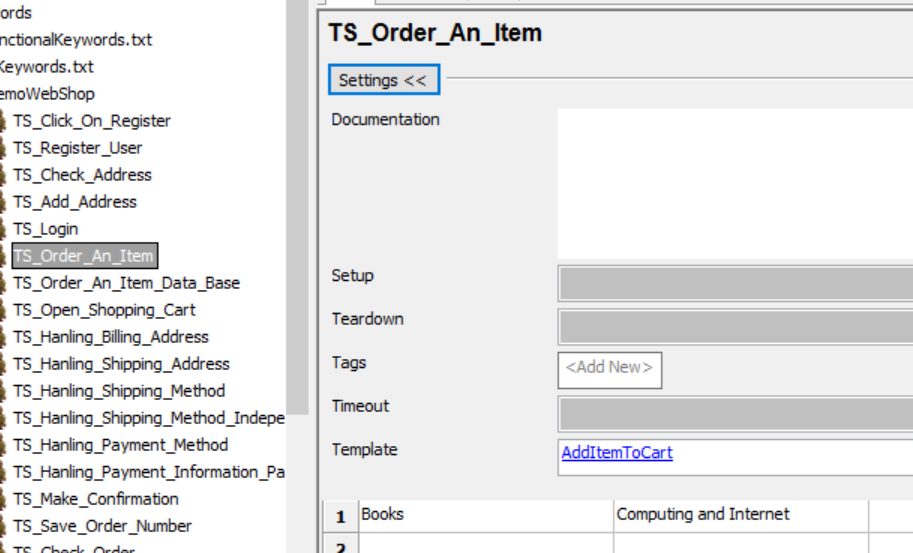 ords
nctionalKeywords.txt
Keywords.txt
emoWebShop
TS_Click_On_Register
TS_Register_User
TS_Check_Address
TS_Add_Address
TS_Login
TS_Order_An_Item
TS_Order_An_Item_Data_Base
TS_Open_Shopping_Cart
TS_Hanling_Billing_Address
TS_Hanling_Shipping_Address
TS_Hanling_Shipping_Method
TS_Hanling_Shipping_Method_Indepe
TS_Hanling_Payment_Method
TS_Hanling_Payment_Information_Pa
TS_Make_Confirmation
TS_Save_Order_Number
TS_Check_Order
TS_Order_An_Item
Settings <<
Documentation
Setup
Teardown
Tags
<Add New>
Timeout
Template
AddItemToCart
1 Books Computing and Internet
2